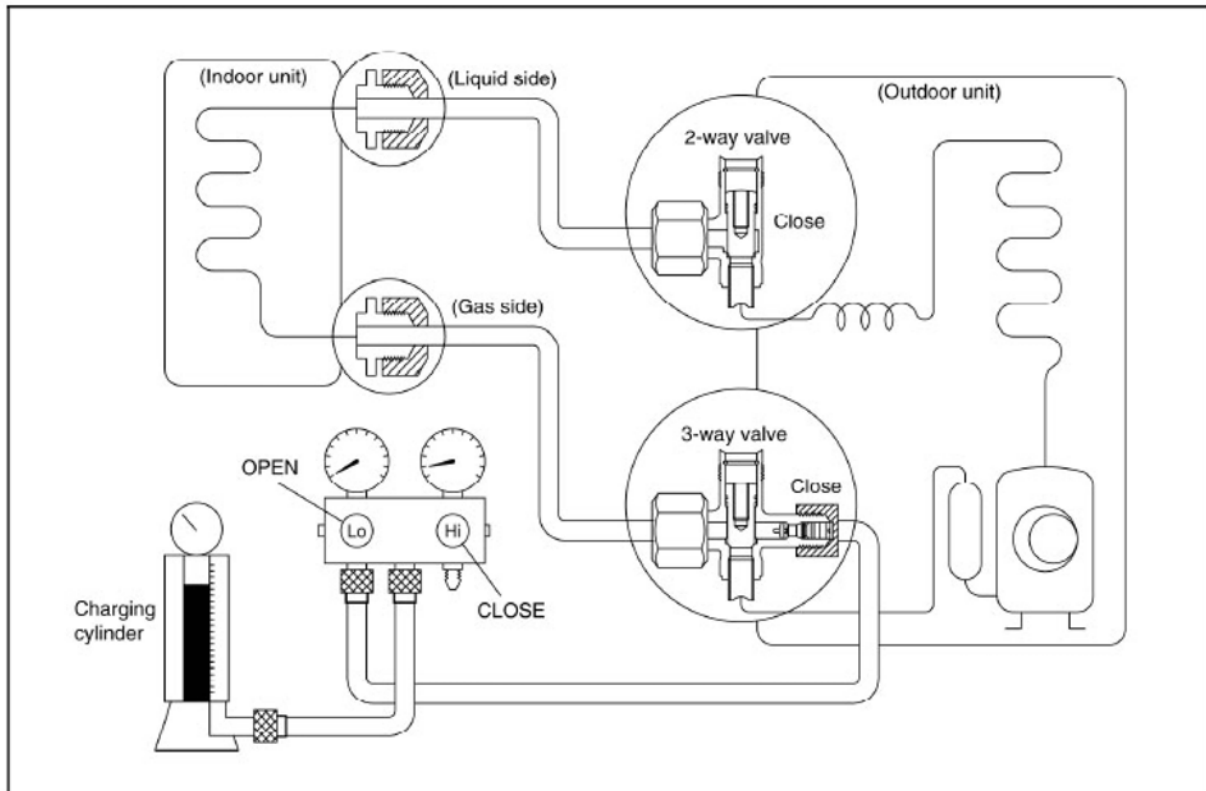 (Indoor unit)
(Liquid side)
(Outdoor unit)
2-way valve
Close
(Gas side)
3-way valve
Close
OPEN
Lo
Hi
CLOSE
Charging
cylinder